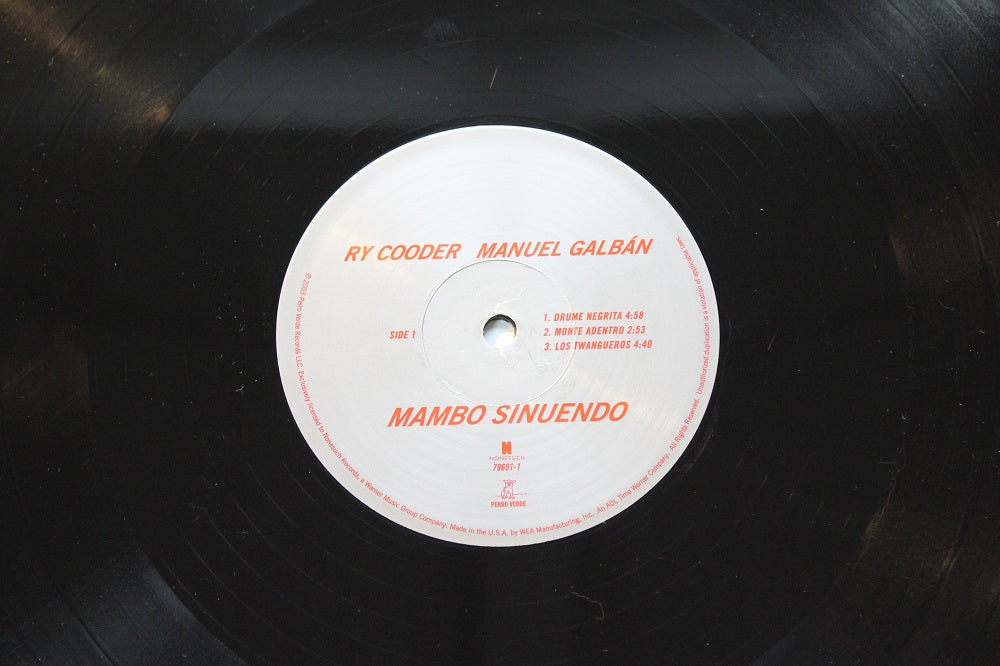 RY COODER MANUEL GALBÁN
SIDE 1
1. DRUME NEGRITA 4:58
2. MONTE ADENTRO 2:53
3. LOS TWANGUEROS 4:40
MAMBO SINUENDO
N
NONESUCH
79691-1
PERRO VERDE
℗ 2003 Perro Verde Records LLC. Exclusively licensed to Nonesuch Records, a Warner Music Group Company. Made in the U.S.A. by WEA Manufacturing, Inc. An AOL Time Warner Company. All Rights Reserved. Unauthorized duplication is a violation of applicable laws.